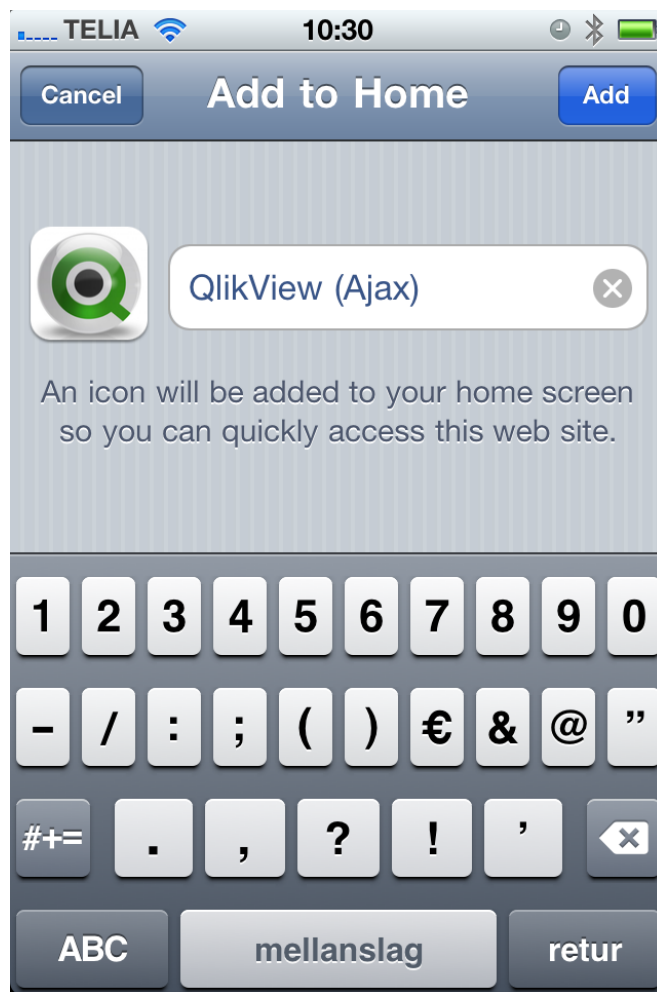 TELIA 10:30
Cancel Add to Home Add
QlikView (Ajax)
An icon will be added to your home screen
so you can quickly access this web site.
1 2 3 4 5 6 7 8 9 0
- / : ; ( ) € & @ ”
#+= . , ? ! ’
ABC mellanslag retur